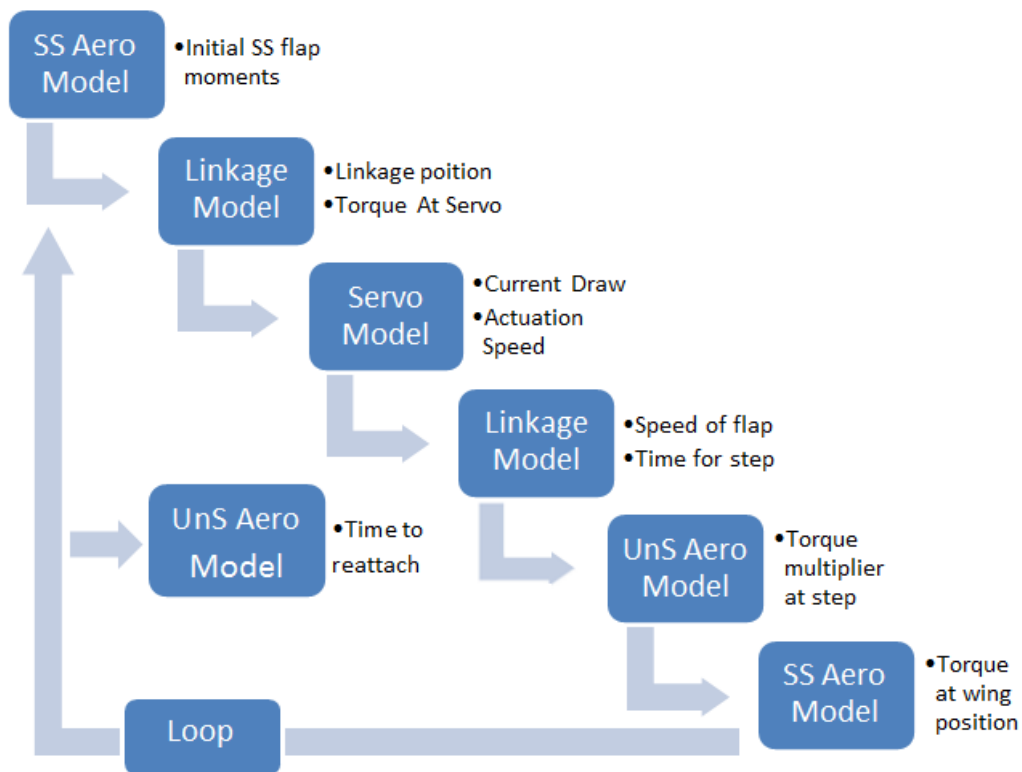 SS Aero
Model
•Initial SS flap
moments
Linkage
Model
•Linkage poition
•Torque At Servo
Servo
Model
•Current Draw
•Actuation
Speed
Linkage
Model
•Speed of flap
•Time for step
UnS Aero
Model
•Time to
reattach
UnS Aero
Model
•Torque
multiplier
at step
SS Aero
Model
•Torque
at wing
position
Loop